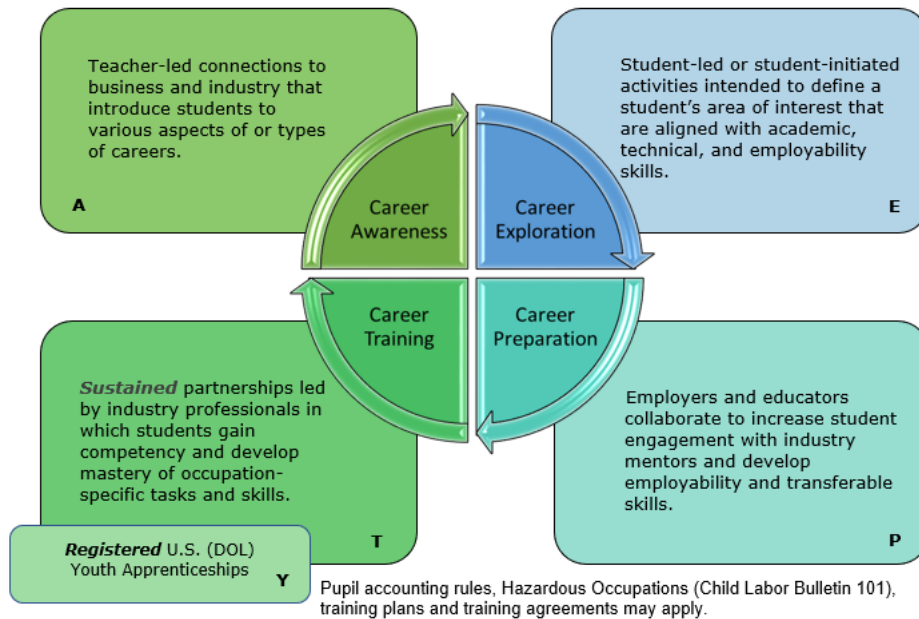 Teacher-led connections to
business and industry that
introduce students to
various aspects of or types
of careers.
A
Student-led or student-initiated
activities intended to define a
student's area of interest that
are aligned with academic,
technical, and employability
skills.
E
Career
Awareness
Career
Exploration
Career
Training
Career
Preparation
Sustained partnerships led
by industry professionals in
which students gain
competency and develop
mastery of occupation-
specific tasks and skills.
T
Registered U.S. (DOL)
Youth Apprenticeships
Y
Employers and educators
collaborate to increase student
engagement with industry
mentors and develop
employability and transferable
skills.
P
Pupil accounting rules, Hazardous Occupations (Child Labor Bulletin 101),
training plans and training agreements may apply.